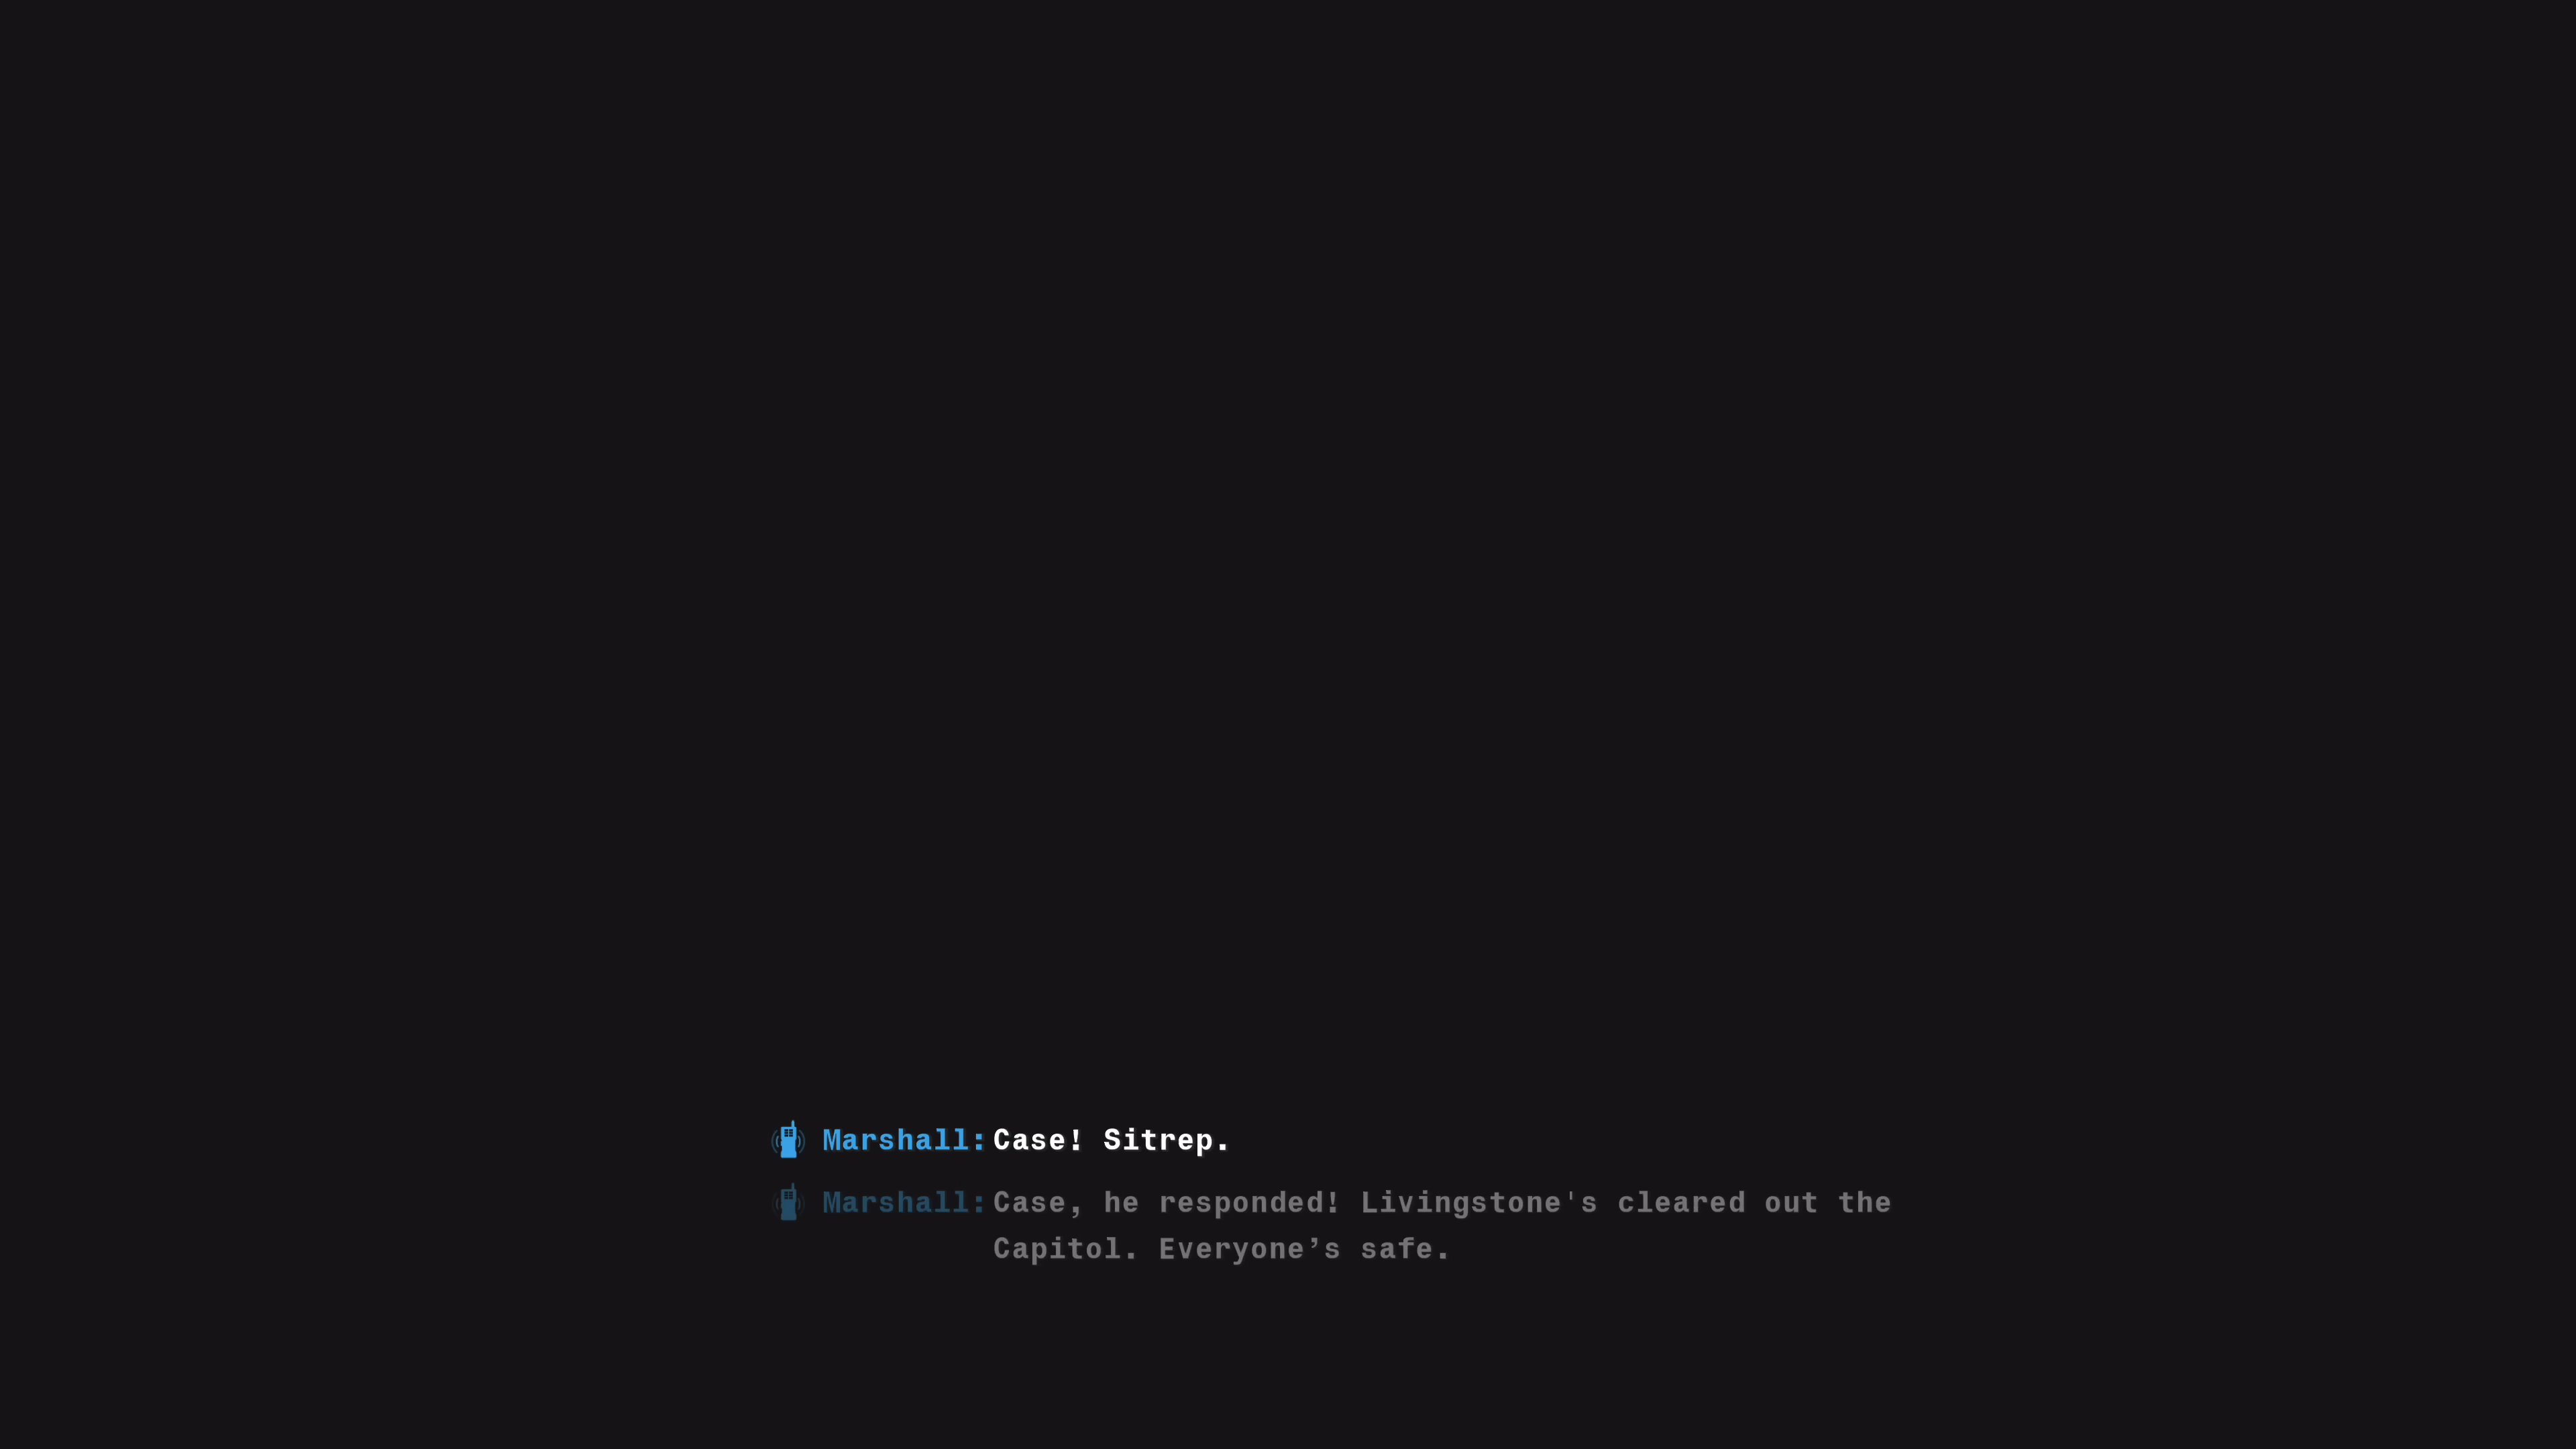 Marshall: Case! Sitrep.
Marshall: Case, he responded! Livingstone's cleared out the
Capitol. Everyone’s safe.